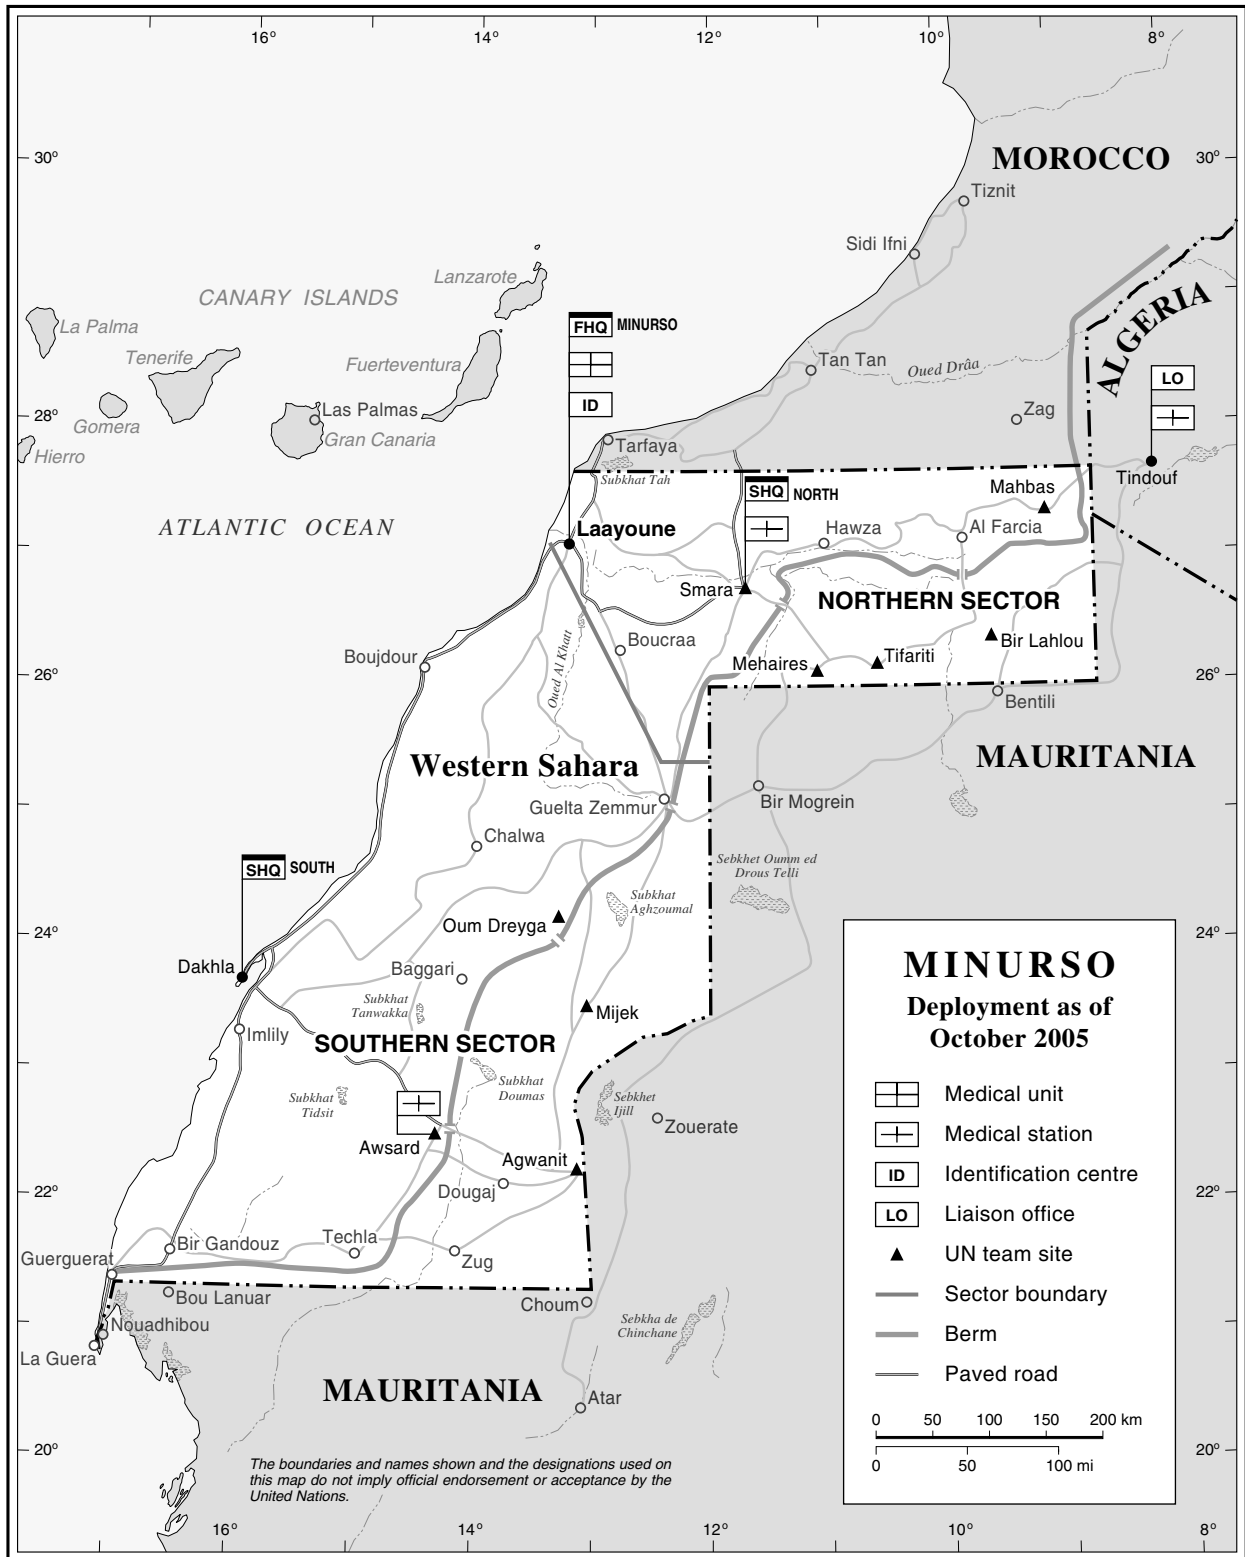 16°
14°
12°
10°
8°
30°
MOROCCO
30°
Tiznit
Sidi Ifni
Lanzarote
CANARY ISLANDS
La Palma
Tenerife
Fuerteventura
FHQ MINURSO
ALGERIA
Tan Tan
Oued Drâa
LO
ID
28°
Las Palmas
Zag
28°
Gomera
Gran Canaria
Tarfaya
Hierro
Subkhat Tah
Tindouf
SHQ NORTH
Mahbas
ATLANTIC OCEAN
Laayoune
Hawza
Al Farcia
Smara
NORTHERN SECTOR
Boucraa
Bir Lahlou
Boujdour
Oued Al Khatt
Mehaires
Tifariti
26°
26°
Bentili
Western Sahara
MAURITANIA
Guelta Zemmur
Bir Mogrein
Chalwa
SHQ SOUTH
Sebkhet Oumm ed
Drous Telli
Subkhat
Aghzoumal
Oum Dreyga
24°
24°
Dakhla
Baggari
Subkhat
Tanwakka
Mijek
Imlily
SOUTHERN SECTOR
Subkhat
Doumas
Subkhat
Tidsit
Sebkhet
Ijill
Zouerate
Awsard
Agwanit
22°
Dougaj
22°
Techla
Bir Gandouz
Guerguerat
Zug
Bou Lanuar
Choum
Nouadhibou
Sebkha de
Chinchane
La Guera
MAURITANIA
Atar
20°
20°
The boundaries and names shown and the designations used on
this map do not imply official endorsement or acceptance by the
United Nations.
16°
14°
12°
10°
8°
MINURSO
Deployment as of
October 2005
Medical unit
Medical station
ID Identification centre
LO Liaison office
UN team site
Sector boundary
Berm
Paved road
0 50 100 150 200 km
0 50 100 mi